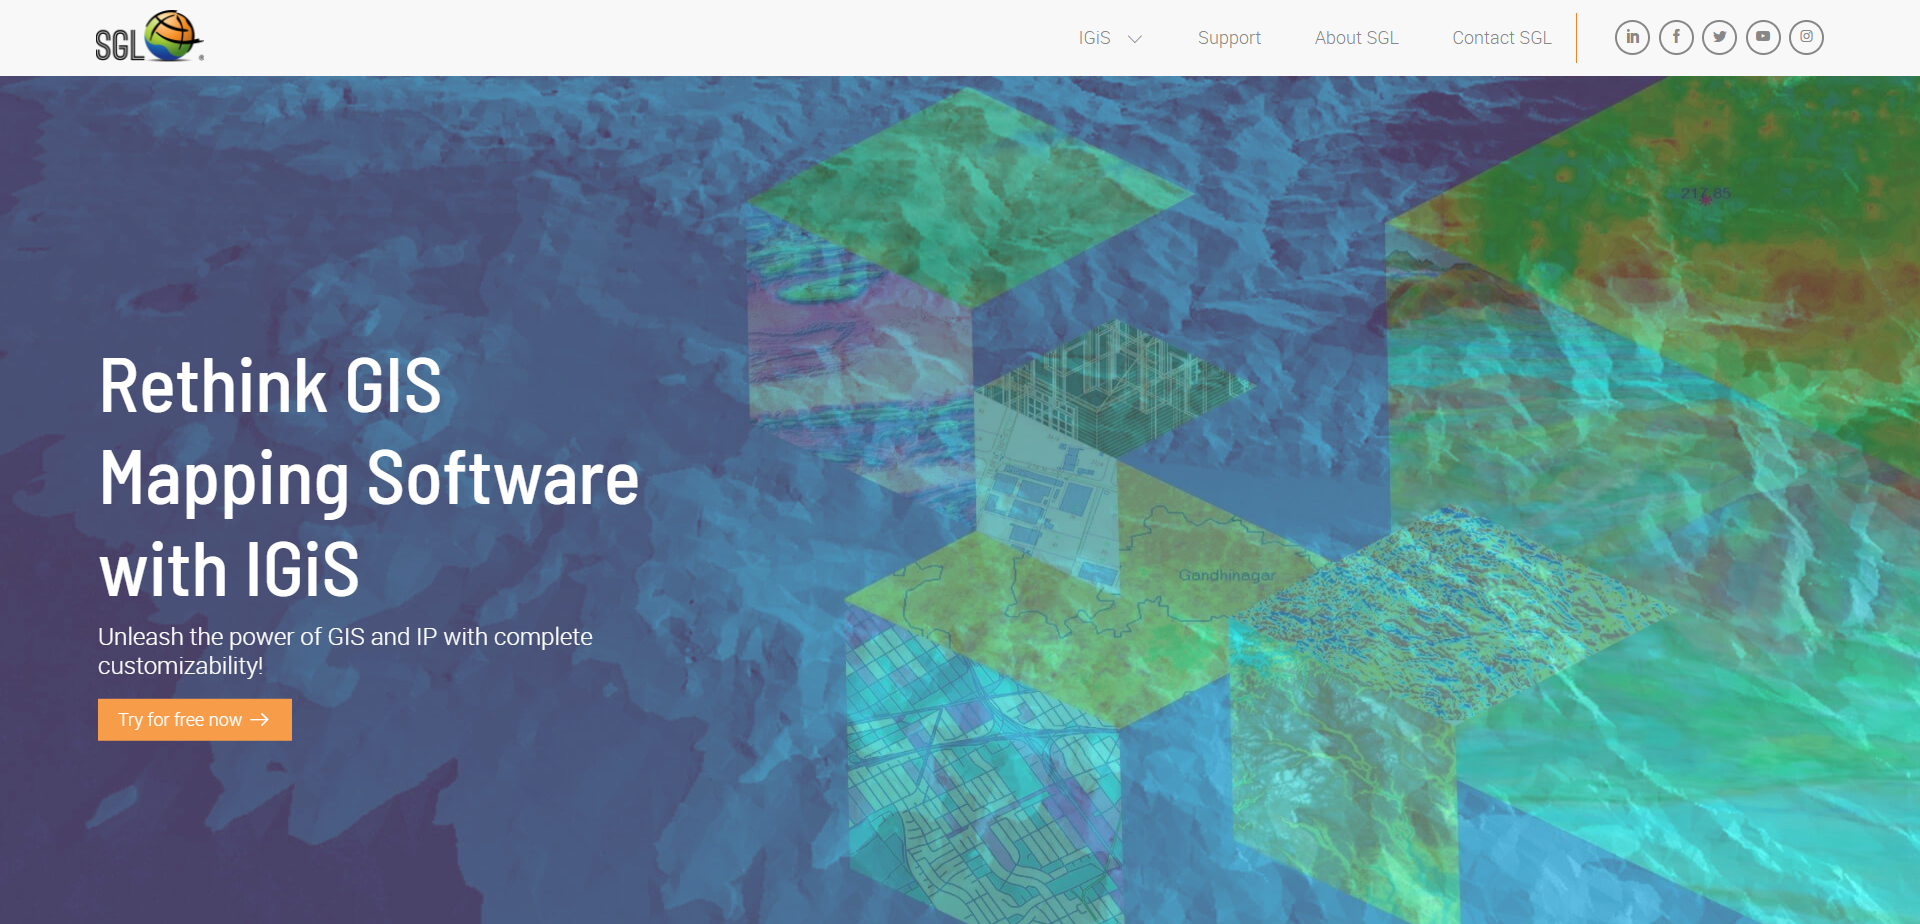 SGL
IGiS
Support
About SGL
Contact SGL
217.85
Rethink GIS
Mapping Software
with IGiS
Gandhinagar
Unleash the power of GIS and IP with complete
customizability!
Try for free now